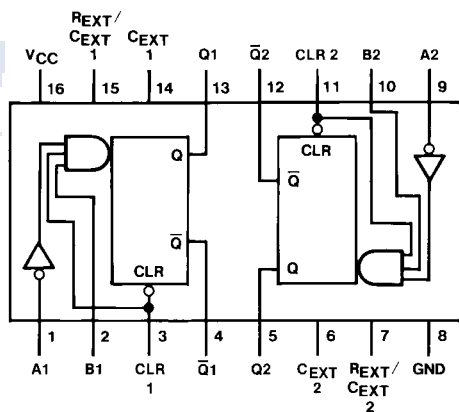 VCC REXT/CEXT 1 CEXT 1 Q1 Q̅2 CLR 2 B2 A2
16 15 14 13 12 11 10 9
Q CLR
Q̅ Q̅
CLR Q
1 2 3 4 5 6 7 8
A1 B1 CLR 1 Q̅1 Q2 CEXT 2 REXT/CEXT 2 GND